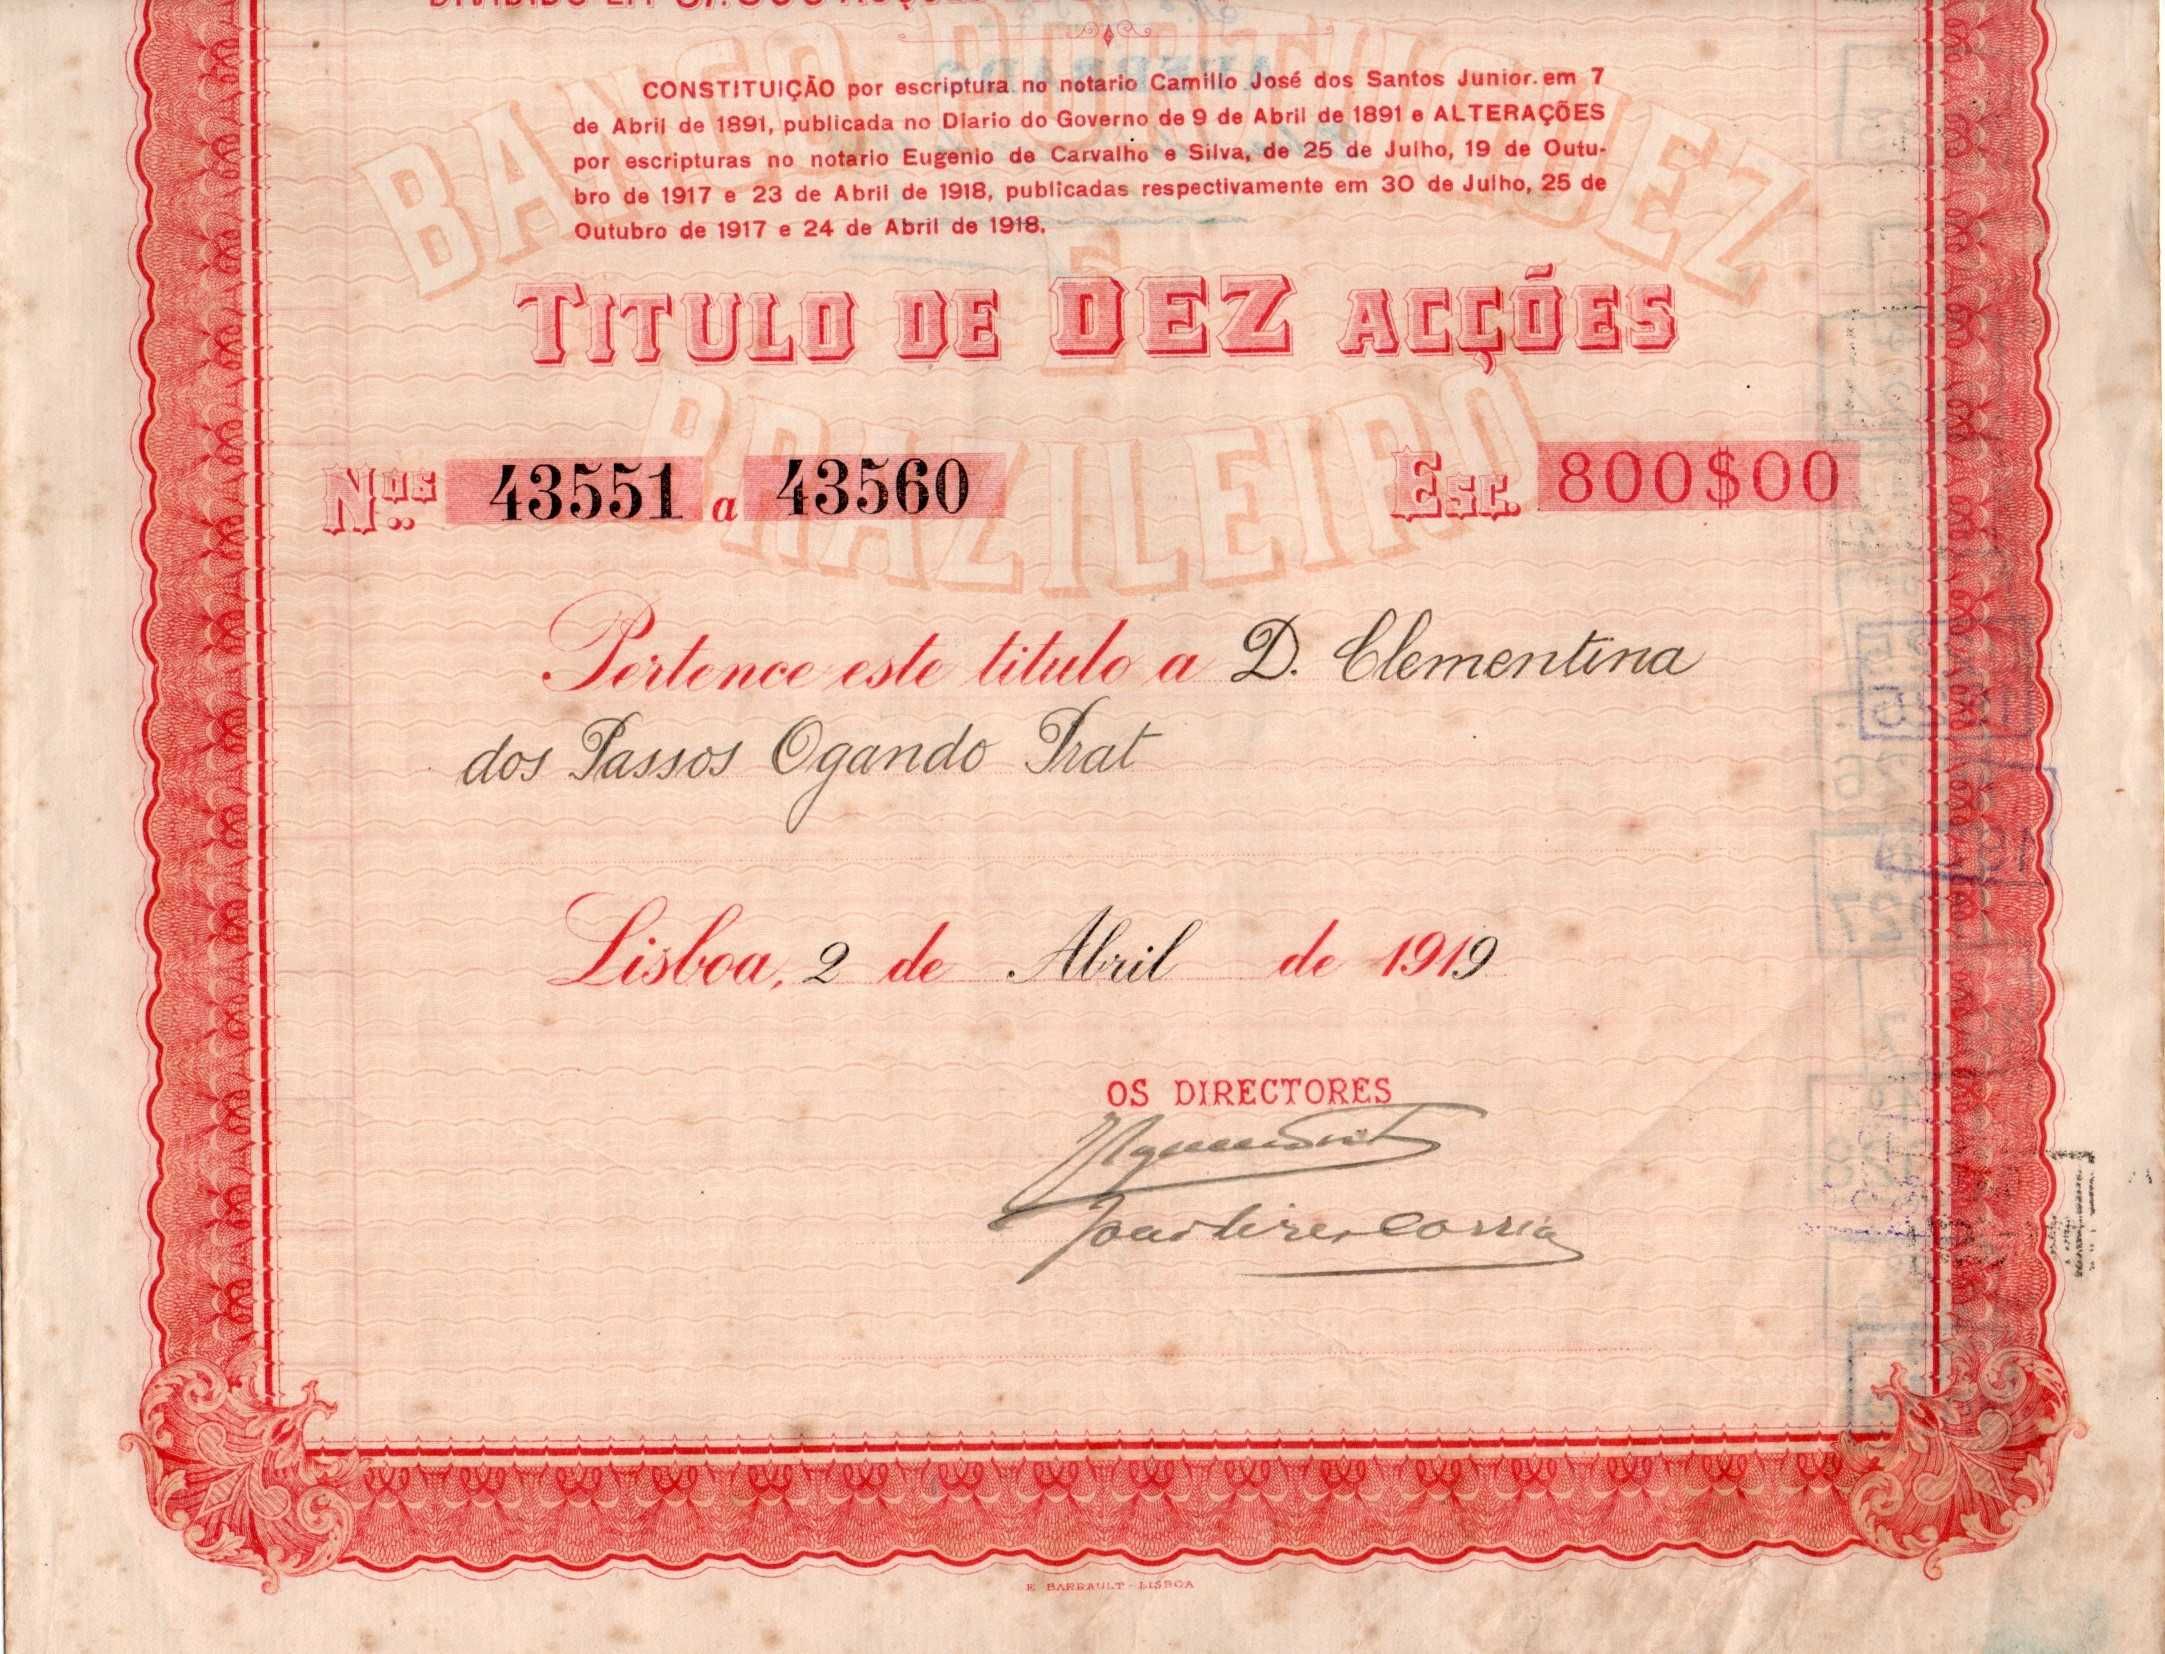 CONSTITUIÇÃO por escriptura no notario Camillo José dos Santos Junior. em 7
de Abril de 1891, publicada no Diario do Governo de 9 de Abril de 1891 e ALTERAÇÕES
por escripturas no notario Eugenio de Carvalho e Silva, de 25 de Julho, 19 de Outu-
bro de 1917 e 23 de Abril de 1918, publicadas respectivamente em 30 de Julho, 25 de
Outubro de 1917 e 24 de Abril de 1918.
BANCO PORTUGUEZ
E
BRAZILEIRO
TITULO DE DEZ ACÇÕES
Nos. 43551 a 43560 Esc. 800$00
Pertence este titulo a D. Clementina
dos Passos Ogando Prat
Lisboa, 2 de Abril de 1919
OS DIRECTORES
E BARRAULT - LISBOA